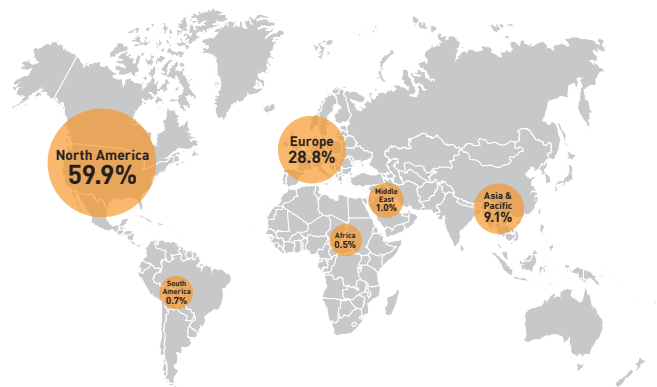 North America
59.9%
Europe
28.8%
Middle
East
1.0%
Asia &
Pacific
9.1%
Africa
0.5%
South
America
0.7%